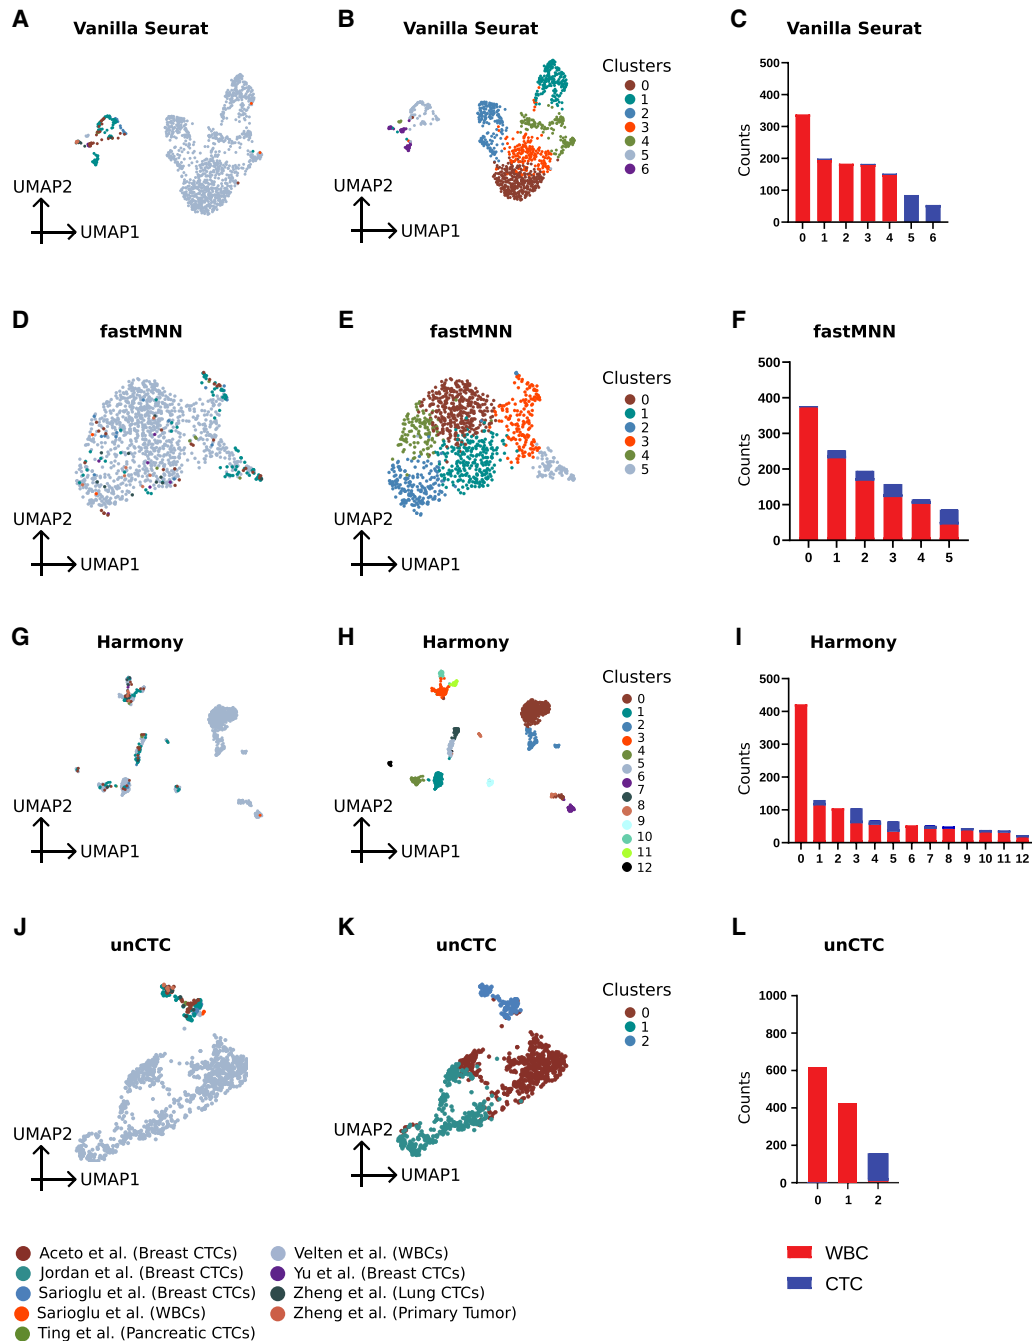 A
Vanilla Seurat
UMAP2
UMAP1
B
Vanilla Seurat
Clusters
0
1
2
3
4
5
6
UMAP2
UMAP1
C
Vanilla Seurat
Counts
500
400
300
200
100
0
0 1 2 3 4 5 6
D
fastMNN
UMAP2
UMAP1
E
fastMNN
Clusters
0
1
2
3
4
5
UMAP2
UMAP1
F
fastMNN
Counts
500
400
300
200
100
0
0 1 2 3 4 5
G
Harmony
UMAP2
UMAP1
H
Harmony
Clusters
0
1
2
3
4
5
6
7
8
9
10
11
12
UMAP2
UMAP1
I
Harmony
Counts
500
400
300
200
100
0
0 1 2 3 4 5 6 7 8 9 10 11 12
J
unCTC
UMAP2
UMAP1
K
unCTC
Clusters
0
1
2
UMAP2
UMAP1
L
unCTC
Counts
1000
800
600
400
200
0
0 1 2
Aceto et al. (Breast CTCs)
Jordan et al. (Breast CTCs)
Sarioglu et al. (Breast CTCs)
Sarioglu et al. (WBCs)
Ting et al. (Pancreatic CTCs)
Velten et al. (WBCs)
Yu et al. (Breast CTCs)
Zheng et al. (Lung CTCs)
Zheng et al. (Primary Tumor)
WBC
CTC